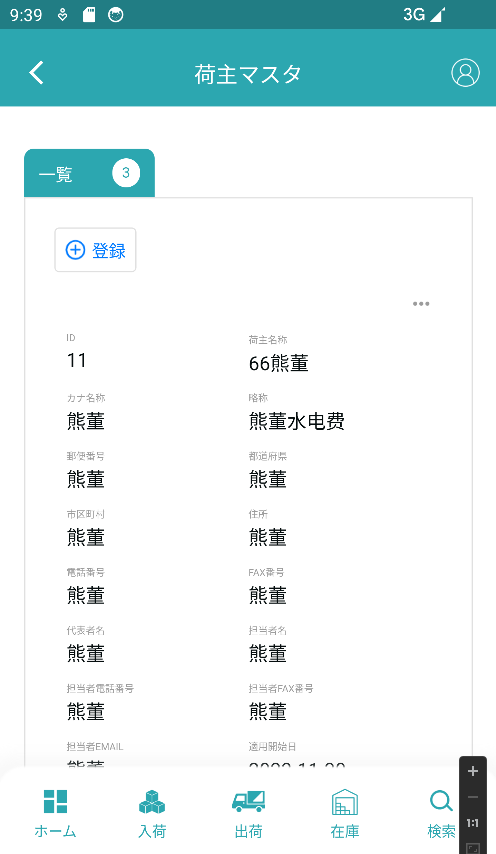 9:39 3G
荷主マスタ
一覧 3
登録
ID 荷主名称
11 66熊董
カナ名称 略称
熊董 熊董水电费
郵便番号 都道府県
熊董 熊董
市区町村 住所
熊董 熊董
電話番号 FAX番号
熊董 熊董
代表者名 担当者名
熊董 熊董
担当者電話番号 担当者FAX番号
熊董 熊董
担当者EMAIL 適用開始日
熊董
ホーム 入荷 出荷 在庫 検索
1:1